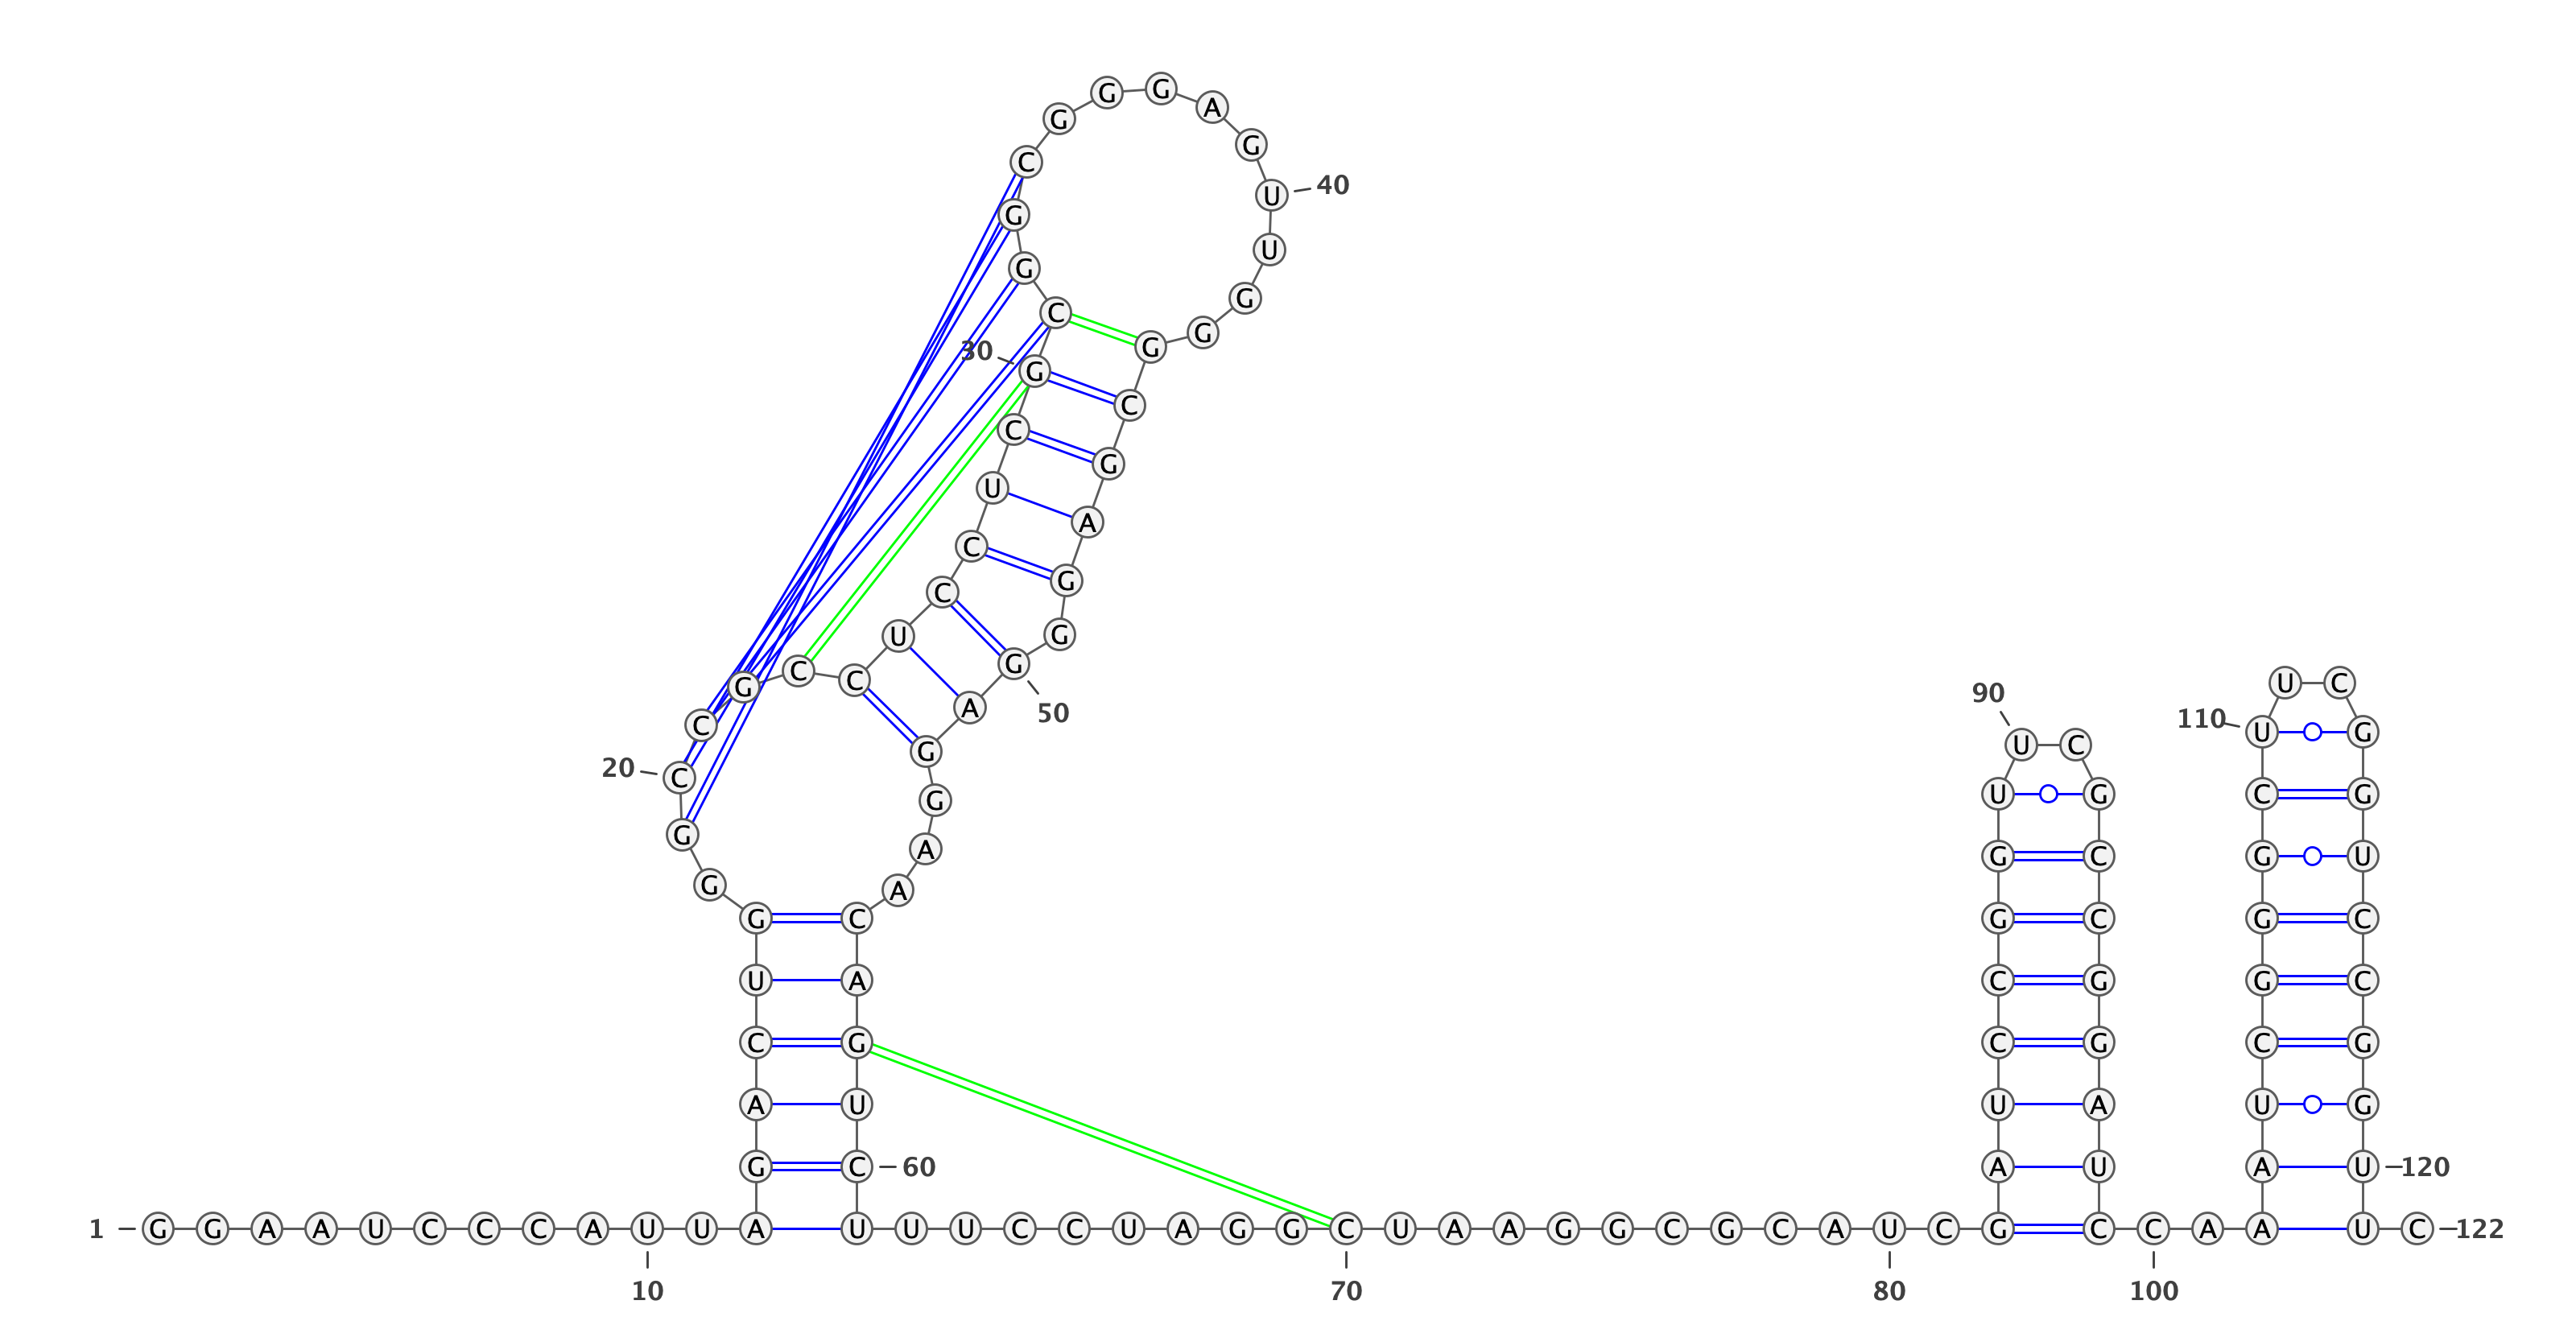 1 G G A A U C C C A U U A
10
G A C U G
G G C C G C
20
C U C C U C G C
30
G G C G G G A G U U G G
40
G C G A G G G A G
50
G A A
C A G U C U
60
U U C C U A G G C U A A G G C G C A U C G
70
80
A U C C G G U
U C
90
G C C G G A U C
C A A
100
A U C G G G C U
110
U C
G G U C C G G U U
120
C 122